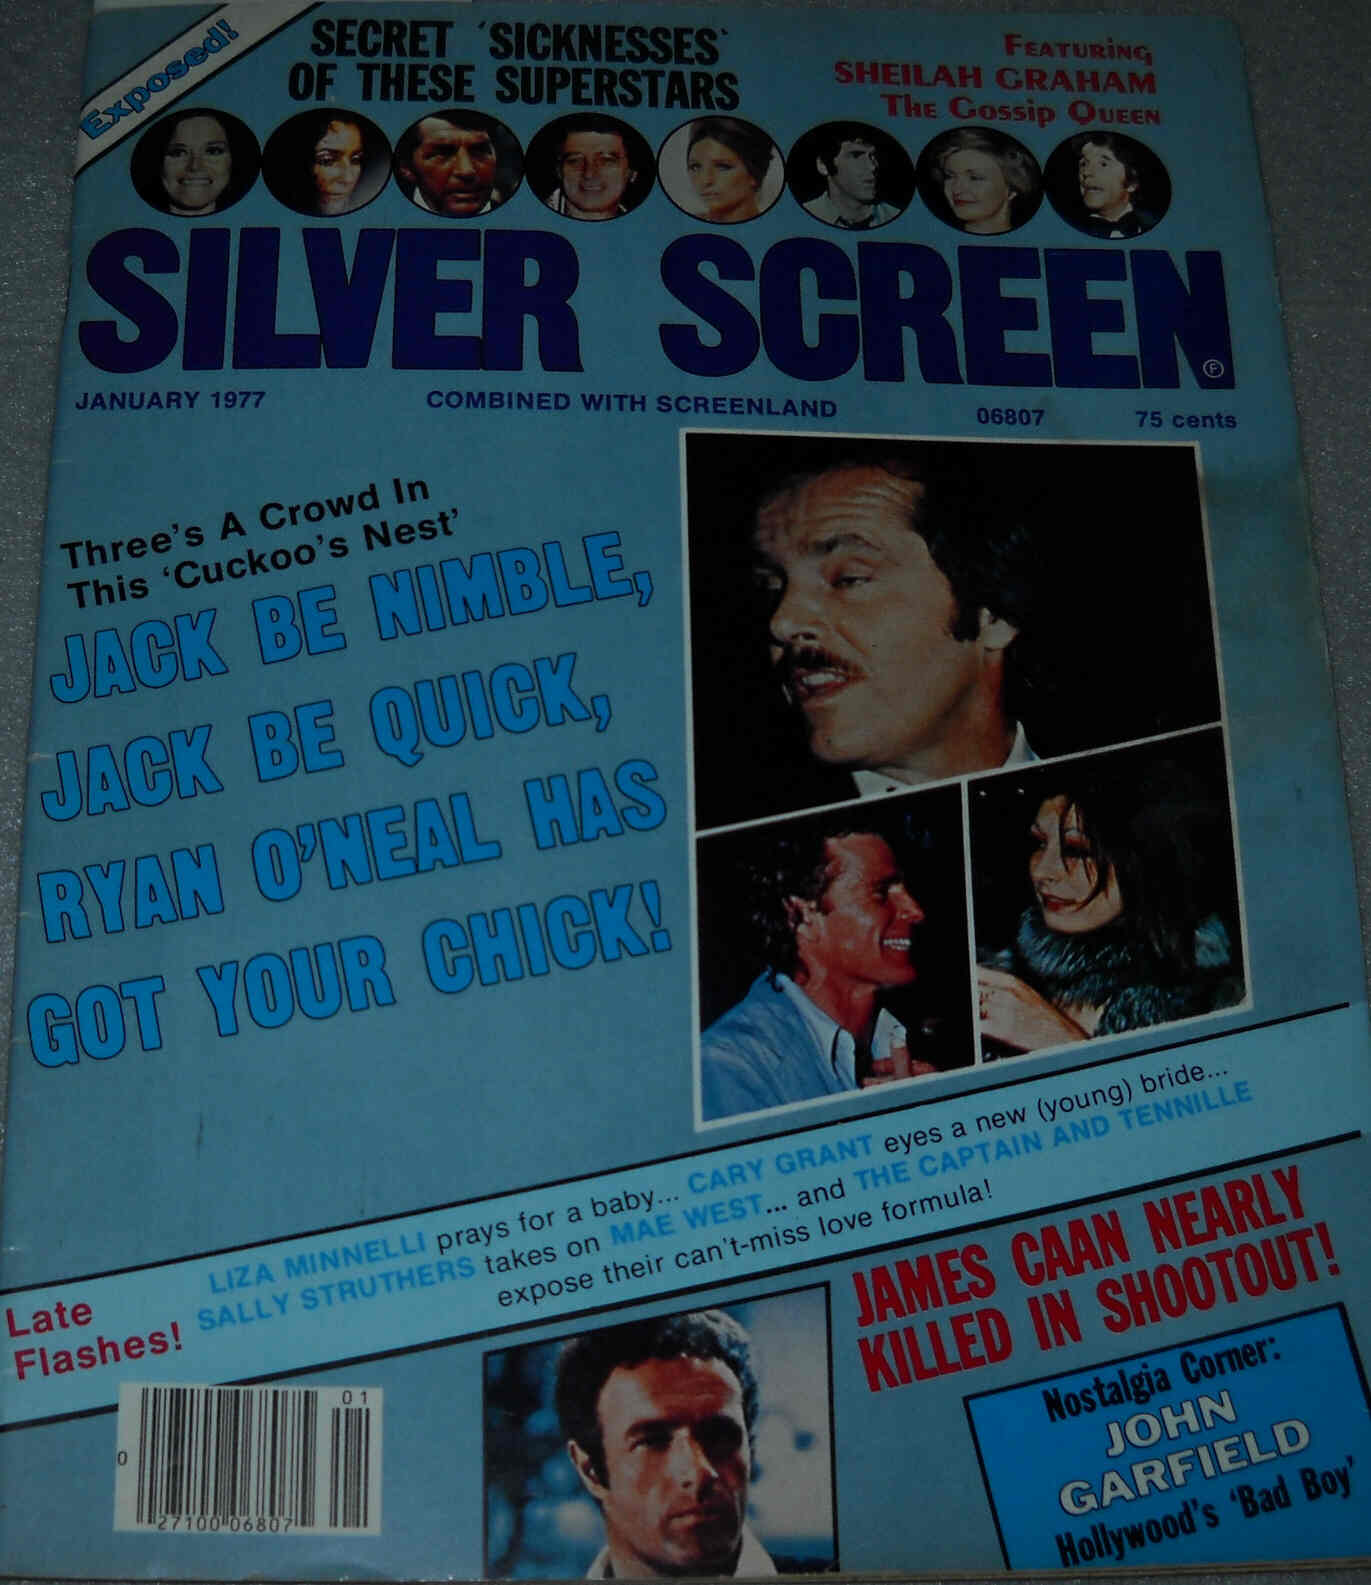 Exposed!
SECRET 'SICKNESSES'
OF THESE SUPERSTARS
FEATURING
SHEILAH GRAHAM
THE GOSSIP QUEEN
SILVER SCREEN
F
JANUARY 1977 COMBINED WITH SCREENLAND 06807 75 cents
Three's A Crowd In
This 'Cuckoo's Nest'
JACK BE NIMBLE,
JACK BE QUICK,
RYAN O'NEAL HAS
GOT YOUR CHICK!
Late
Flashes!
LIZA MINNELLI prays for a baby... CARY GRANT eyes a new (young) bride...
SALLY STRUTHERS takes on MAE WEST... and THE CAPTAIN AND TENNILLE
expose their can't-miss love formula!
JAMES CAAN NEARLY
KILLED IN SHOOTOUT!
Nostalgia Corner:
JOHN
GARFIELD
Hollywood's 'Bad Boy'
01
0
27100 06807